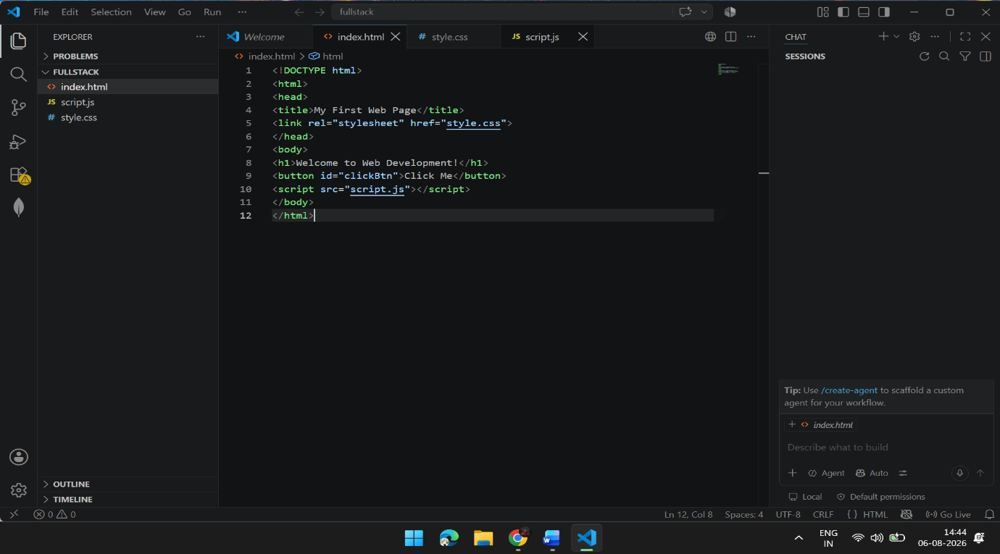 File Edit Selection View Go Run ··· fullstack
EXPLORER ···
PROBLEMS
FULLSTACK
<> index.html
JS script.js
# style.css
OUTLINE
TIMELINE
Welcome <> index.html # style.css JS script.js ···
<> index.html > html
1 <!DOCTYPE html>
2 <html>
3 <head>
4 <title>My First Web Page</title>
5 <link rel="stylesheet" href="style.css">
6 </head>
7 <body>
8 <h1>Welcome to Web Development!</h1>
9 <button id="clickBtn">Click Me</button>
10 <script src="script.js"></script>
11 </body>
12 </html>
CHAT
SESSIONS
Tip: Use /create-agent to scaffold a custom
agent for your workflow.
+ <> index.html
Describe what to build
Agent Auto
Local Default permissions
0 0 Ln 12, Col 8 Spaces: 4 UTF-8 CRLF { } HTML Go Live
ENG
IN
14:44
06-08-2026